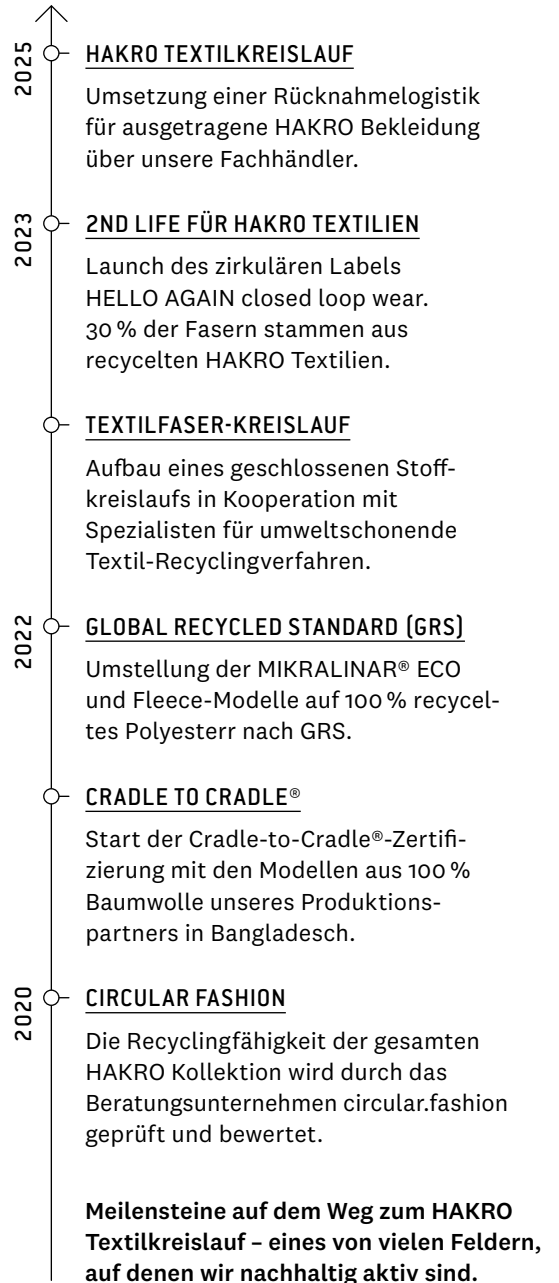 2025
HAKRO TEXTILKREISLAUF
Umsetzung einer Rücknahmelogistik
für ausgetragene HAKRO Bekleidung
über unsere Fachhändler.
2023
2ND LIFE FÜR HAKRO TEXTILIEN
Launch des zirkulären Labels
HELLO AGAIN closed loop wear.
30 % der Fasern stammen aus
recycelten HAKRO Textilien.
TEXTILFASER-KREISLAUF
Aufbau eines geschlossenen Stoff-
kreislaufs in Kooperation mit
Spezialisten für umweltschonende
Textil-Recyclingverfahren.
2022
GLOBAL RECYCLED STANDARD (GRS)
Umstellung der MIKRALINAR® ECO
und Fleece-Modelle auf 100 % recycel-
tes Polyesterr nach GRS.
CRADLE TO CRADLE®
Start der Cradle-to-Cradle®-Zertifi-
zierung mit den Modellen aus 100 %
Baumwolle unseres Produktions-
partners in Bangladesch.
2020
CIRCULAR FASHION
Die Recyclingfähigkeit der gesamten
HAKRO Kollektion wird durch das
Beratungsunternehmen circular.fashion
geprüft und bewertet.
Meilensteine auf dem Weg zum HAKRO
Textilkreislauf – eines von vielen Feldern,
auf denen wir nachhaltig aktiv sind.